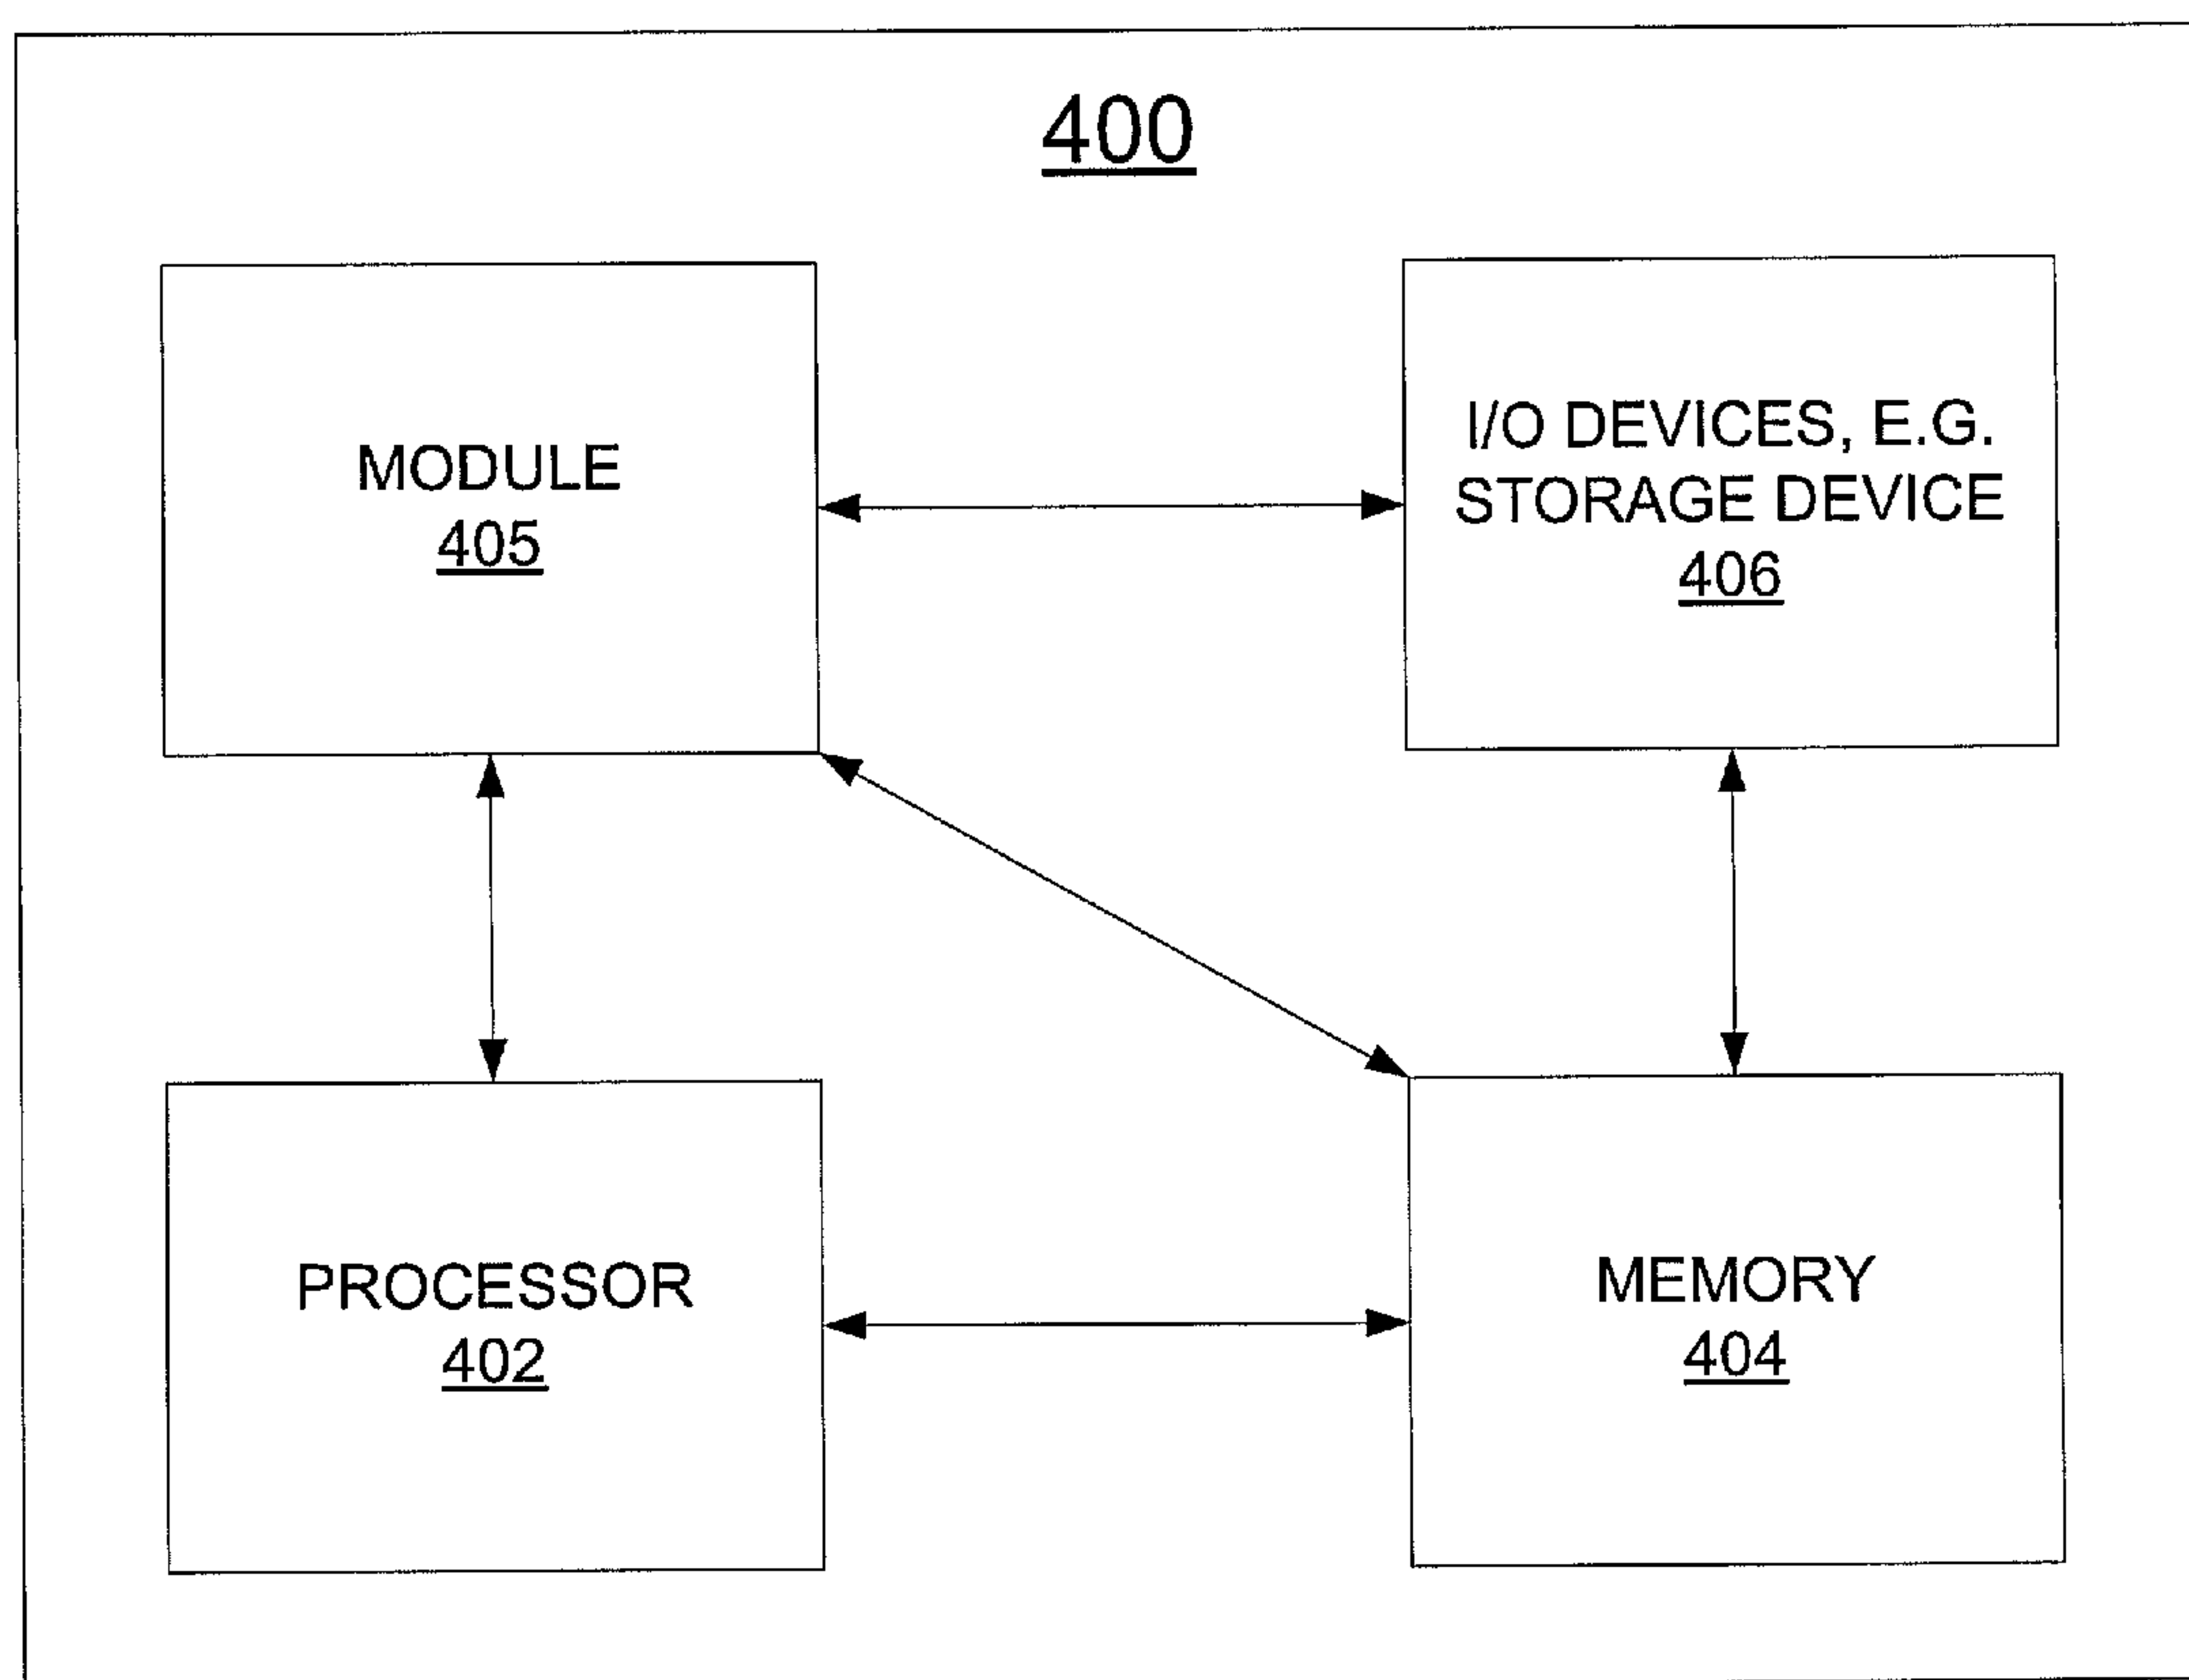 400
MODULE
405
I/O DEVICES, E.G.
STORAGE DEVICE
406
PROCESSOR
402
MEMORY
404